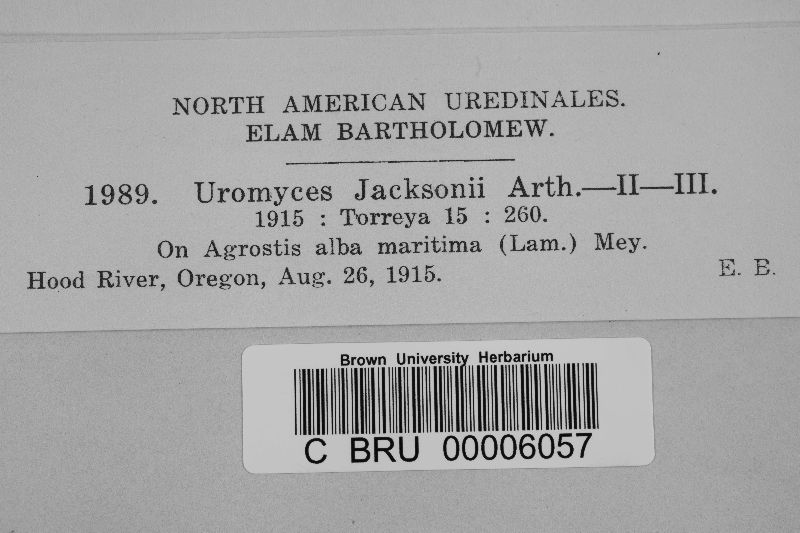 NORTH AMERICAN UREDINALES.
ELAM BARTHOLOMEW.
1989. Uromyces Jacksonii Arth.—II—III.
1915 : Torreya 15 : 260.
On Agrostis alba maritima (Lam.) Mey.
Hood River, Oregon, Aug. 26, 1915. E. B.
Brown University Herbarium
C BRU 00006057